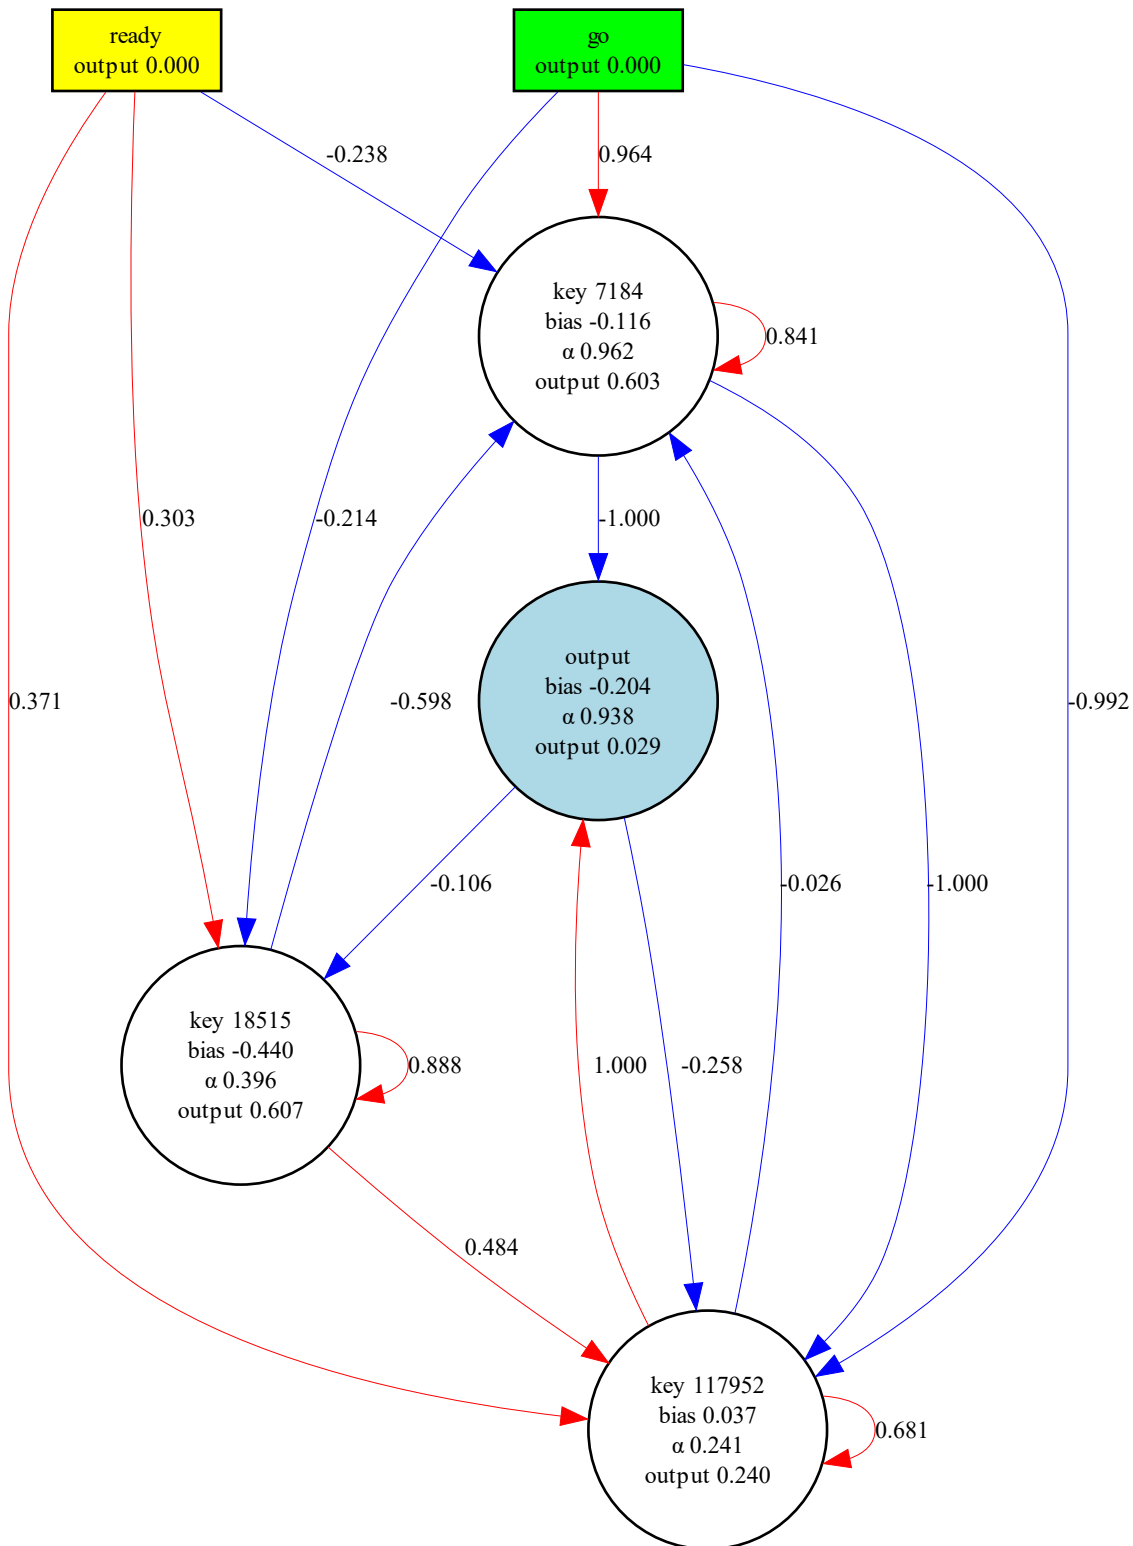 ready
output 0.000
go
output 0.000
-0.238
0.964
key 7184
bias -0.116
α 0.962
output 0.603
0.841
0.303
-0.214
-1.000
output
bias -0.204
α 0.938
output 0.029
0.371
-0.598
-0.992
-0.106
-0.026
-1.000
key 18515
bias -0.440
α 0.396
output 0.607
0.888
1.000
-0.258
0.484
key 117952
bias 0.037
α 0.241
output 0.240
0.681